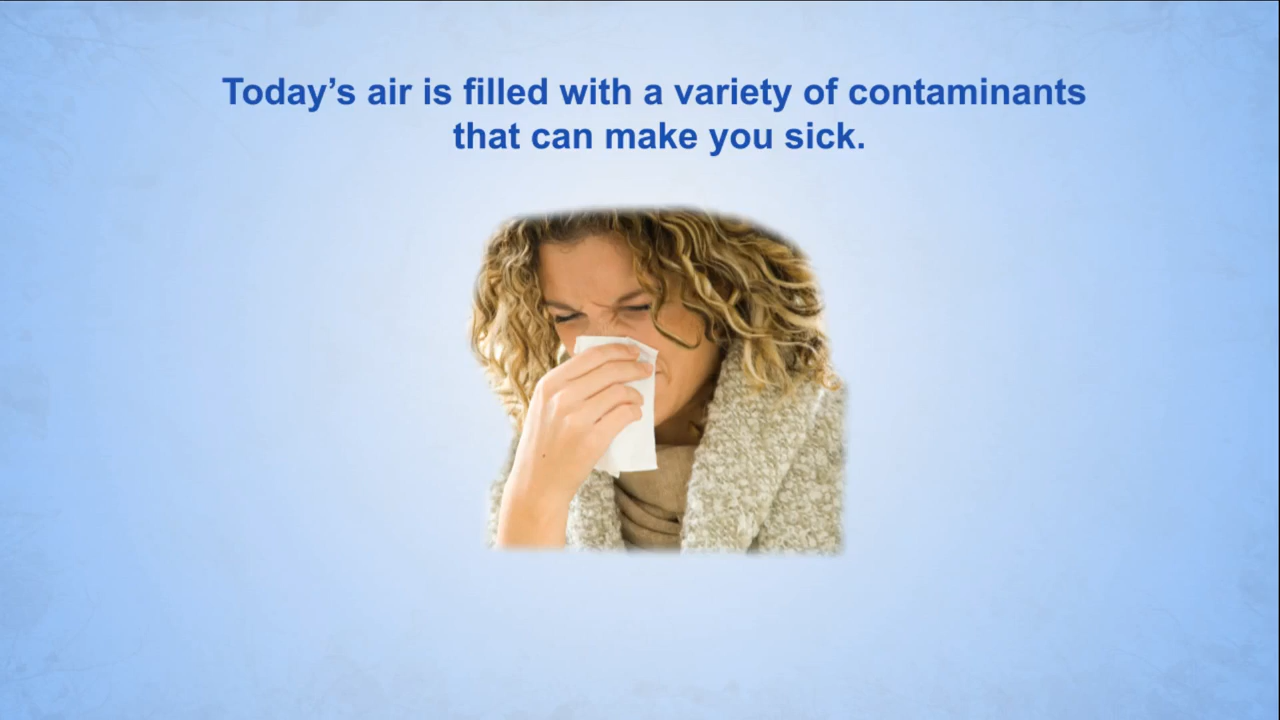 Today’s air is filled with a variety of contaminants
that can make you sick.